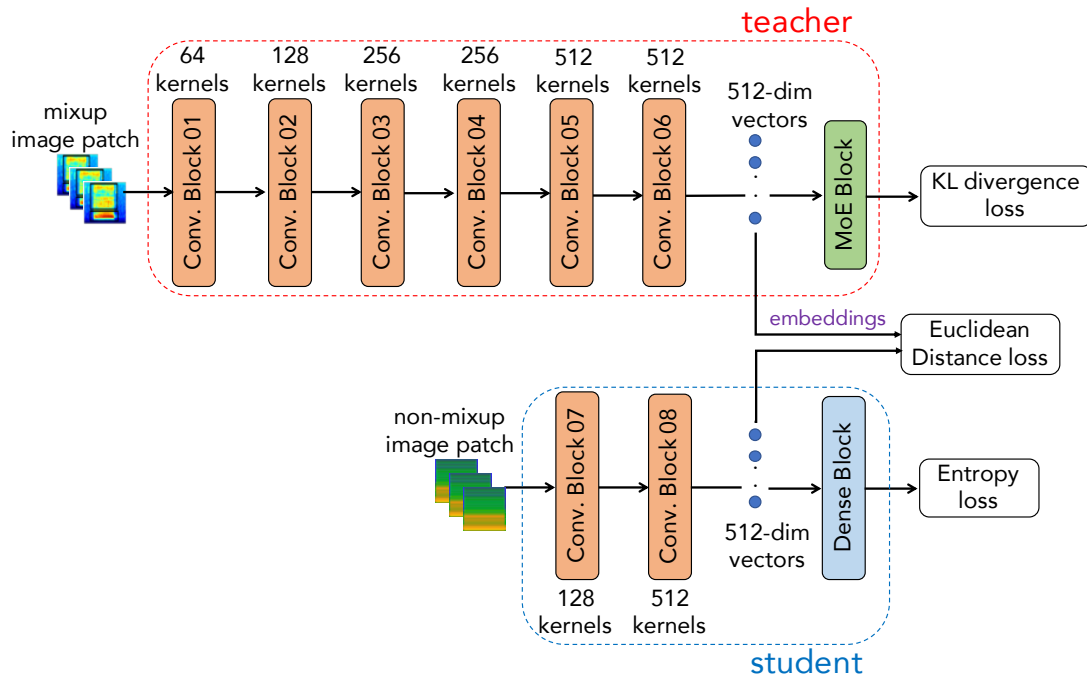 teacher
64
kernels
128
kernels
256
kernels
256
kernels
512
kernels
512
kernels
512-dim
vectors
mixup
image patch
Conv. Block 01
Conv. Block 02
Conv. Block 03
Conv. Block 04
Conv. Block 05
Conv. Block 06
MoE Block
KL divergence
loss
embeddings
Euclidean
Distance loss
non-mixup
image patch
Conv. Block 07
Conv. Block 08
Dense Block
Entropy
loss
512-dim
vectors
128
kernels
512
kernels
student